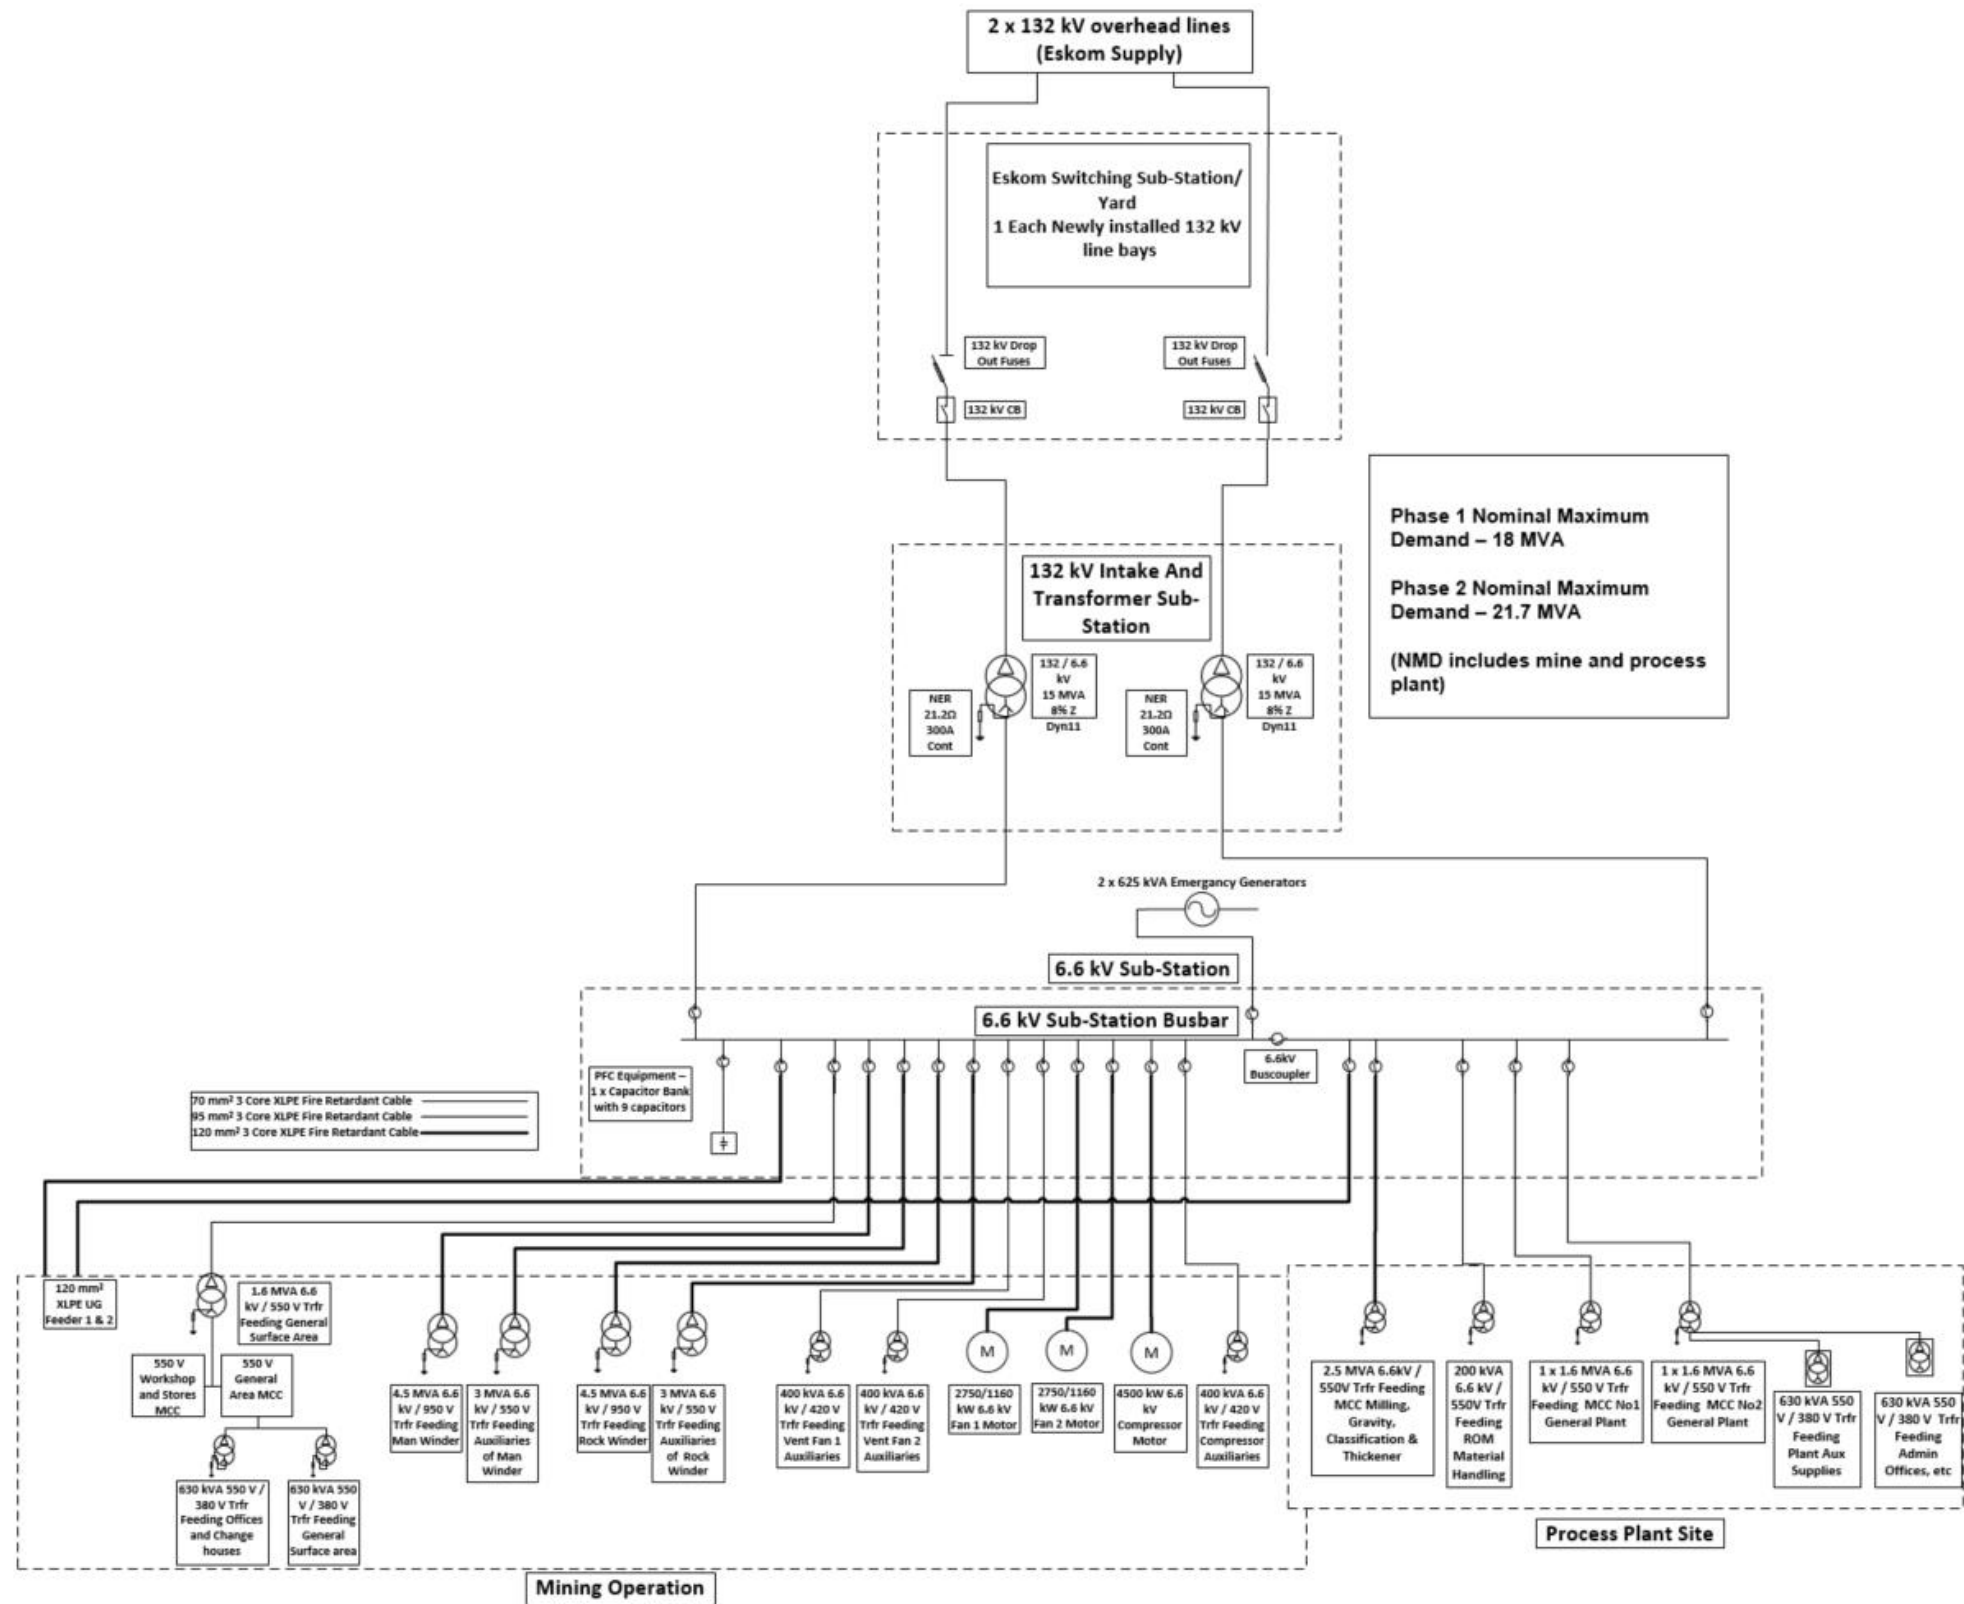 2 x 132 kV overhead lines
(Eskom Supply)
Eskom Switching Sub-Station/
Yard
1 Each Newly installed 132 kV
line bays
132 kV Drop
Out Fuses
132 kV Drop
Out Fuses
132 kV CB
132 kV CB
Phase 1 Nominal Maximum
Demand – 18 MVA
Phase 2 Nominal Maximum
Demand – 21.7 MVA
(NMD includes mine and process
plant)
132 kV Intake And
Transformer Sub-
Station
NER
21.2Ω
300A
Cont
132 / 6.6
kV
15 MVA
8% Z
Dyn11
NER
21.2Ω
300A
Cont
132 / 6.6
kV
15 MVA
8% Z
Dyn11
2 x 625 kVA Emergancy Generators
6.6 kV Sub-Station
6.6 kV Sub-Station Busbar
6.6kV
Buscoupler
PFC Equipment –
1 x Capacitor Bank
with 9 capacitors
70 mm² 3 Core XLPE Fire Retardant Cable
95 mm² 3 Core XLPE Fire Retardant Cable
120 mm² 3 Core XLPE Fire Retardant Cable
120 mm²
XLPE UG
Feeder 1 & 2
1.6 MVA 6.6
kV / 550 V Trfr
Feeding General
Surface Area
550 V
Workshop
and Stores
MCC
550 V
General
Area MCC
630 kVA 550 V /
380 V Trfr
Feeding Offices
and Change
houses
630 kVA 550
V / 380 V
Trfr Feeding
General
Surface area
4.5 MVA 6.6
kV / 950 V
Trfr Feeding
Man Winder
3 MVA 6.6
kV / 550 V
Trfr Feeding
Auxiliaries
of Man
Winder
4.5 MVA 6.6
kV / 950 V
Trfr Feeding
Rock Winder
3 MVA 6.6
kV / 550 V
Trfr Feeding
Auxiliaries
of Rock
Winder
400 kVA 6.6
kV / 420 V
Trfr Feeding
Vent Fan 1
Auxiliaries
400 kVA 6.6
kV / 420 V
Trfr Feeding
Vent Fan 2
Auxiliaries
M
2750/1160
kW 6.6 kV
Fan 1 Motor
M
2750/1160
kW 6.6 kV
Fan 2 Motor
M
4500 kW 6.6
kV
Compressor
Motor
400 kVA 6.6
kV / 420 V
Trfr Feeding
Compressor
Auxiliaries
2.5 MVA 6.6kV /
550V Trfr Feeding
MCC Milling,
Gravity,
Classification &
Thickener
200 kVA
6.6 kV /
550V Trfr
Feeding
ROM
Material
Handling
1 x 1.6 MVA 6.6
kV / 550 V Trfr
Feeding MCC No1
General Plant
1 x 1.6 MVA 6.6
kV / 550 V Trfr
Feeding MCC No2
General Plant
630 kVA 550
V / 380 V Trfr
Feeding
Plant Aux
Supplies
630 kVA 550
V / 380 V Trfr
Feeding
Admin
Offices, etc
Process Plant Site
Mining Operation